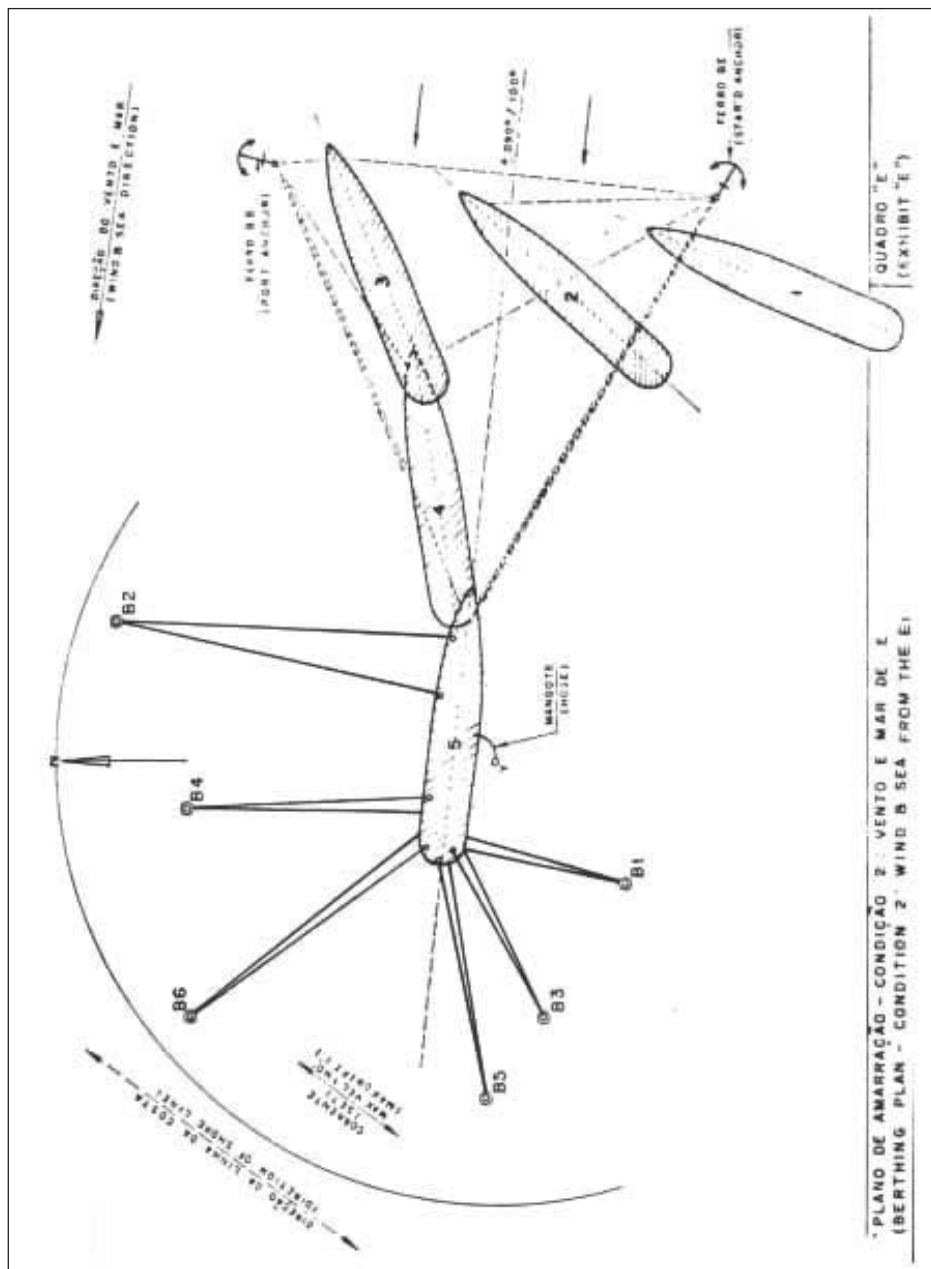 DIREÇÃO DO VENTO E MAR
(WIND & SEA DIRECTION)
FERRO BB
(PORT ANCHOR)
090°/100°
FERRO BE
(STAR'D ANCHOR)
1
2
3
4
5
N
B2
B4
B6
B5
B3
B1
MANGOTE
(HOSE)
CORRENTE
DIREÇÃO DA LINHA DA COSTA
(DIRECTION OF SHORE LINE)
QUADRO "E"
(EXHIBIT "E")
"PLANO DE AMARRAÇÃO - CONDIÇÃO 2: VENTO E MAR DE E
(BERTHING PLAN - CONDITION 2 WIND & SEA FROM THE E)